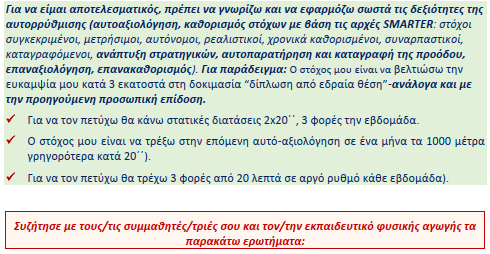 Για να είμαι αποτελεσματικός, πρέπει να γνωρίζω και να εφαρμόζω σωστά τις δεξιότητες της
αυτορρύθμισης (αυτοαξιολόγηση, καθορισμός στόχων με βάση τις αρχές SMARTER: στόχοι
συγκεκριμένοι, μετρήσιμοι, αυτόνομοι, ρεαλιστικοί, χρονικά καθορισμένοι, συναρπαστικοί,
καταγραφόμενοι, ανάπτυξη στρατηγικών, αυτοπαρατήρηση και καταγραφή της προόδου,
επαναξιολόγηση, επανακαθορισμός). Για παράδειγμα: Ο στόχος μου είναι να βελτιώσω την
ευκαμψία μου κατά 3 εκατοστά στη δοκιμασία “δίπλωση από εδραία θέση”-ανάλογα και με
την προηγούμενη προσωπική επίδοση.
✓ Για να τον πετύχω θα κάνω στατικές διατάσεις 2x20΄΄, 3 φορές την εβδομάδα.
✓ Ο στόχος μου είναι να τρέξω στην επόμενη αυτό-αξιολόγηση σε ένα μήνα τα 1000 μέτρα
γρηγορότερα κατά 20΄΄).
✓ Για να τον πετύχω θα τρέχω 3 φορές από 20 λεπτά σε αργό ρυθμό κάθε εβδομάδα).
Συζήτησε με τους/τις συμμαθητές/τριές σου και τον/την εκπαιδευτικό φυσικής αγωγής τα
παρακάτω ερωτήματα: